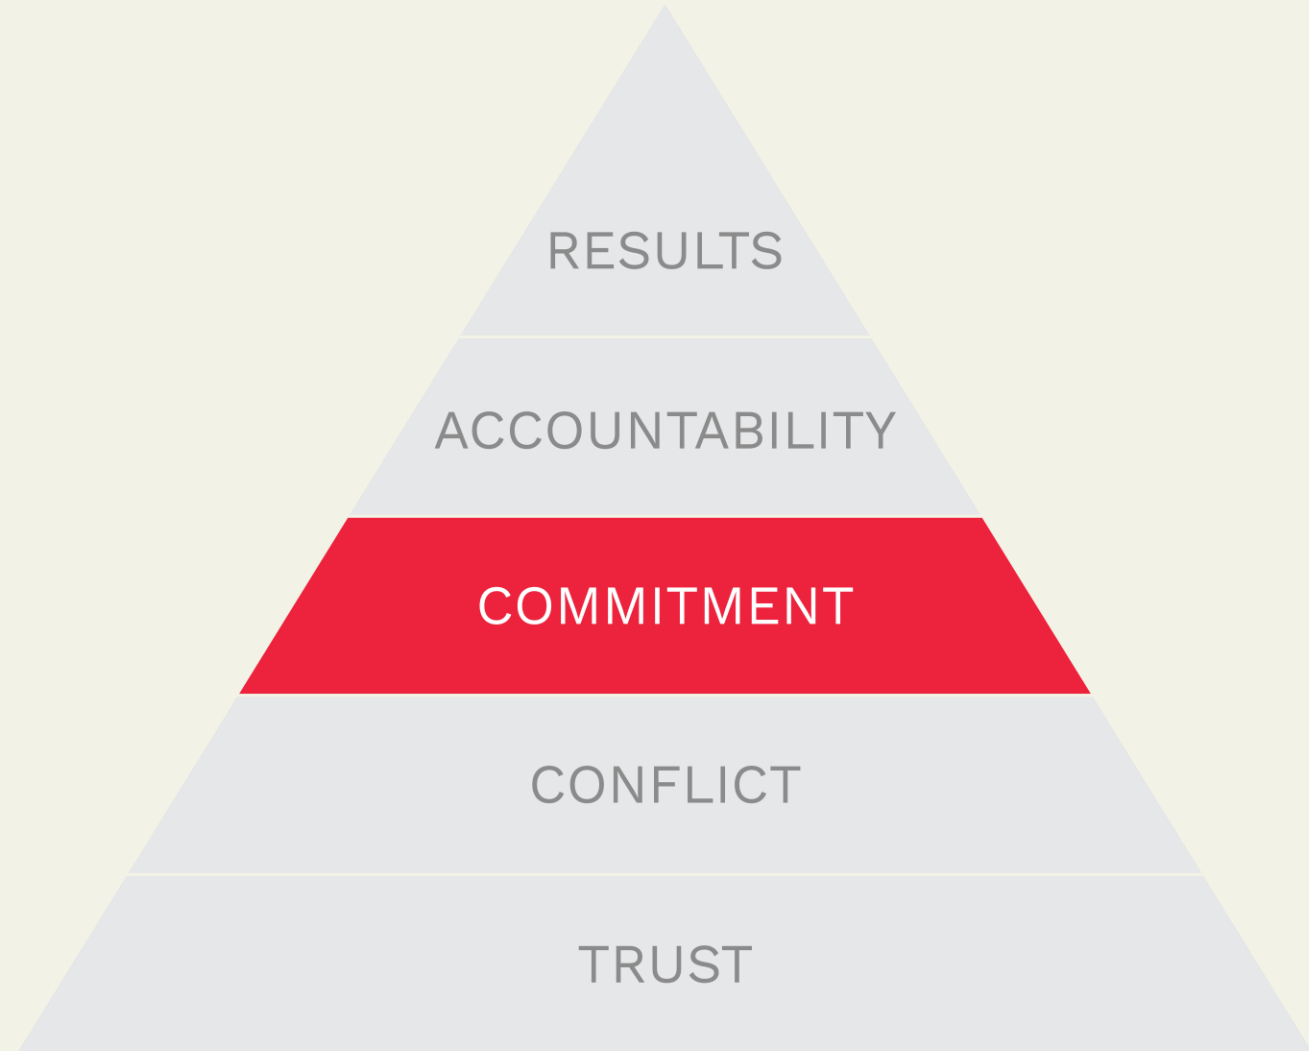 RESULTS
ACCOUNTABILITY
COMMITMENT
CONFLICT
TRUST